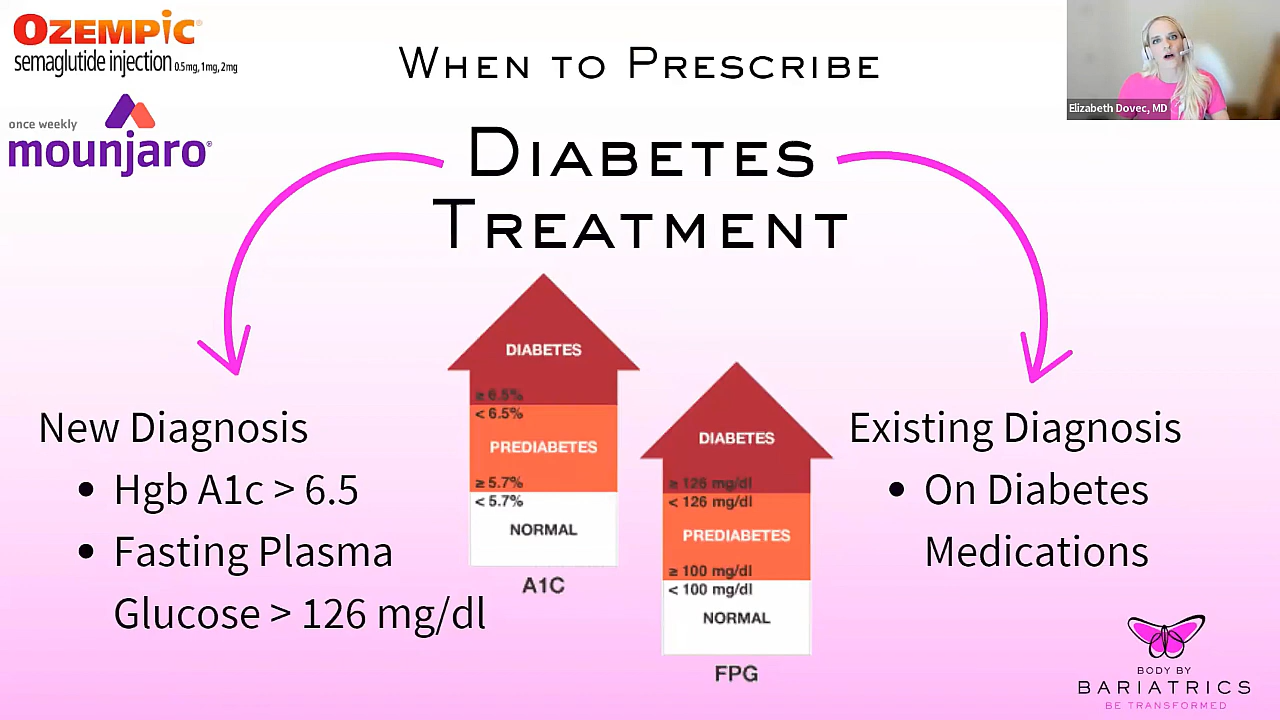 OZEMPIC®
semaglutide injection 0.5mg, 1mg, 2mg
once weekly
mounjaro®
When to Prescribe
Diabetes
Treatment
Elizabeth Dovec, MD
New Diagnosis
• Hgb A1c > 6.5
• Fasting Plasma
Glucose > 126 mg/dl
DIABETES
≥ 6.5%
< 6.5%
PREDIABETES
≥ 5.7%
< 5.7%
NORMAL
A1C
DIABETES
≥ 126 mg/dl
< 126 mg/dl
PREDIABETES
≥ 100 mg/dl
< 100 mg/dl
NORMAL
FPG
Existing Diagnosis
• On Diabetes
Medications
BODY BY
BARIATRICS
BE TRANSFORMED